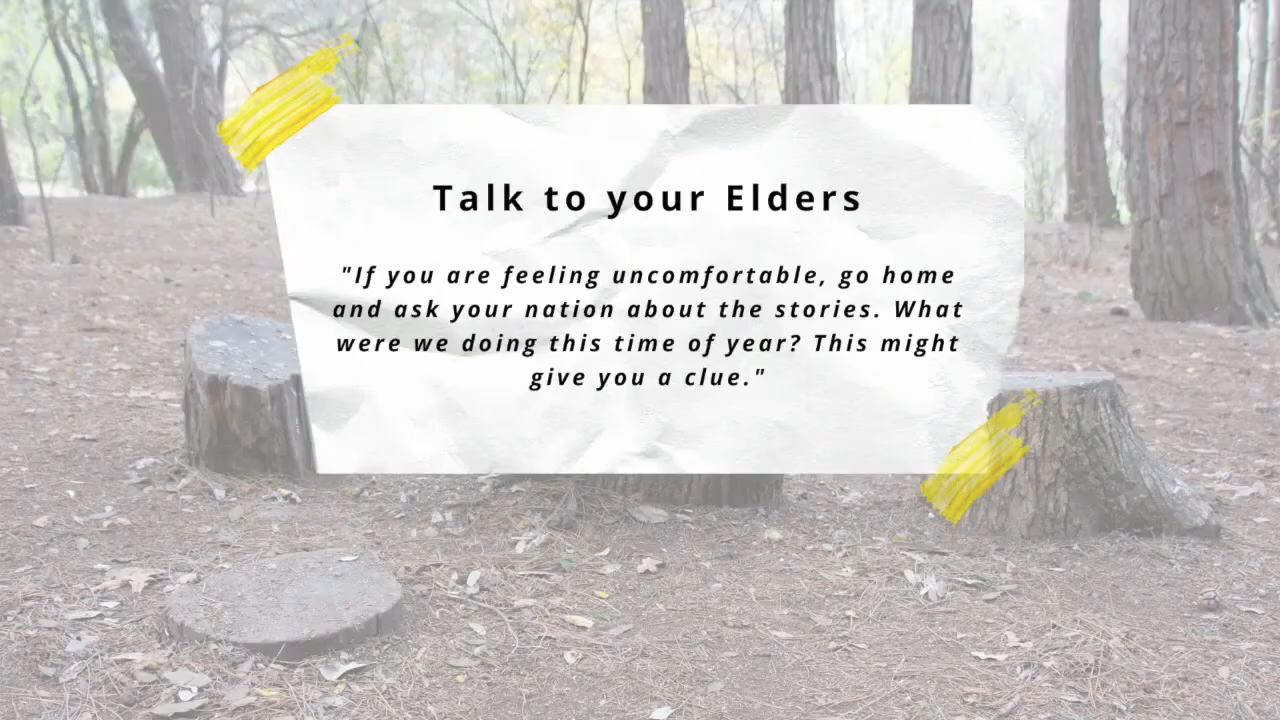 Talk to your Elders
"If you are feeling uncomfortable, go home
and ask your nation about the stories. What
were we doing this time of year? This might
give you a clue."